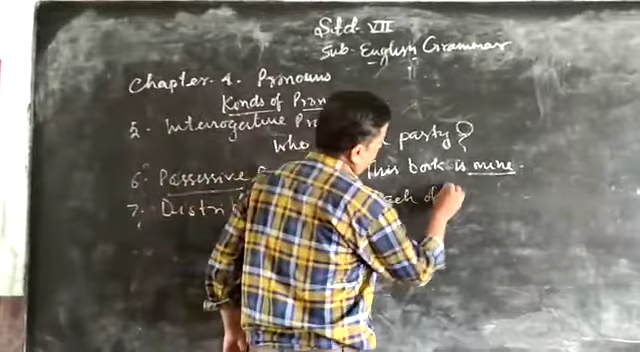 Std. VII
Sub- English Grammar
Chapter- 4. Pronouns
Kinds of Pron
5. Interrogative Pr
Who party ?
6. Possessive This book is mine.
7. Distri Each of